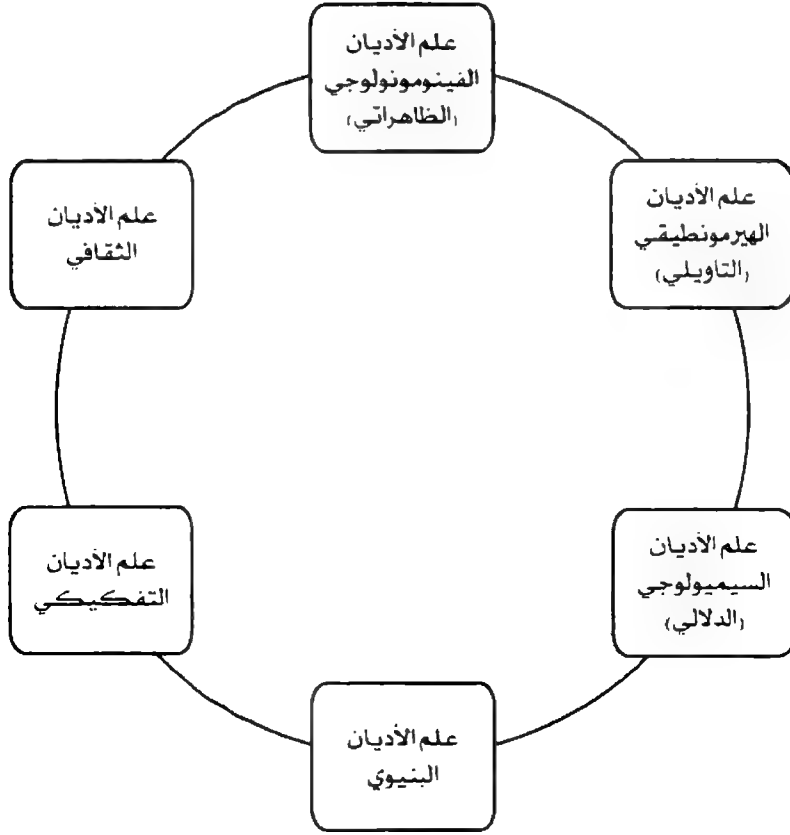 علم الأديان
الفينومونولوجي
(الظاهراتي)
علم الأديان
الهيرمونطيقي
(التاويلي)
علم الأديان
السيميولوجي
(الدلالي)
علم الأديان
البنيوي
علم الأديان
التفكيكي
علم الأديان
الثقافي